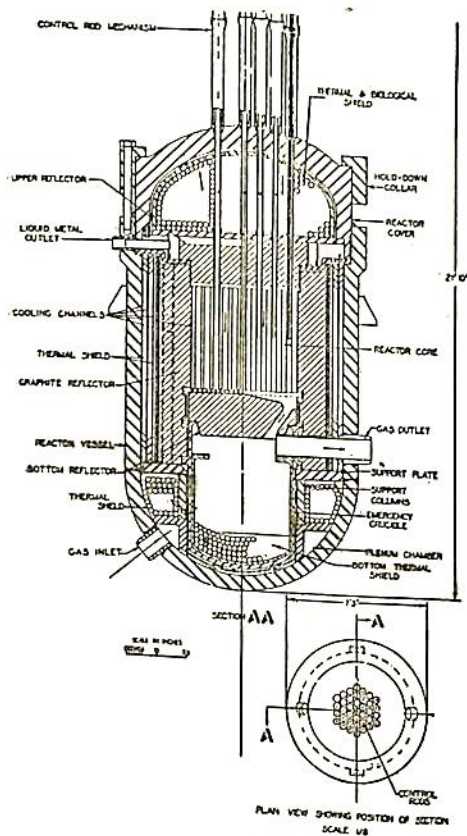 CONTROL ROD MECHANISM
THERMAL & BIOLOGICAL
SHIELD
UPPER REFLECTOR
HOLD-DOWN
COLLAR
LIQUID METAL
OUTLET
REACTOR
COVER
COOLING CHANNELS
THERMAL SHIELD
REACTOR CORE
GRAPHITE REFLECTOR
GAS OUTLET
REACTOR VESSEL
BOTTOM REFLECTOR
SUPPORT PLATE
THERMAL
SHIELD
SUPPORT
COLUMNS
EMERGENCY
CRUCIBLE
GAS INLET
PLENUM CHAMBER
BOTTOM THERMAL
SHIELD
SECTION AA
SCALE IN INCHES
A
A
CONTROL
RODS
PLAN VIEW SHOWING POSITION OF SECTION
SCALE 1/8